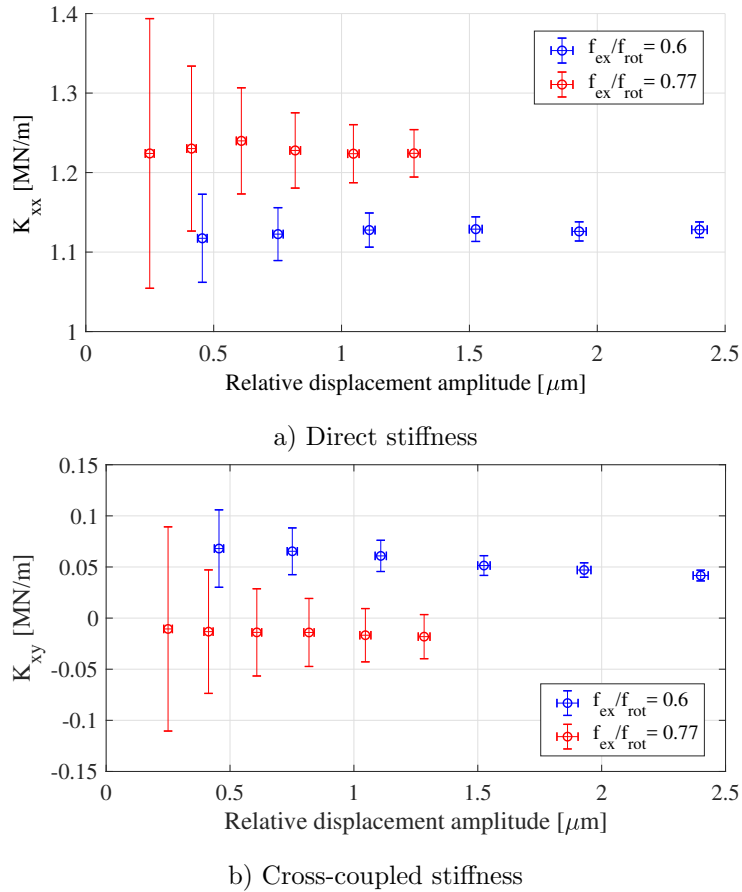 1.4
1.3
1.2
1.1
1
K_xx [MN/m]
f_ex/f_rot = 0.6
f_ex/f_rot = 0.77
0 0.5 1 1.5 2 2.5
Relative displacement amplitude [μm]
a) Direct stiffness
0.15
0.1
0.05
0
-0.05
-0.1
-0.15
K_xy [MN/m]
f_ex/f_rot = 0.6
f_ex/f_rot = 0.77
0 0.5 1 1.5 2 2.5
Relative displacement amplitude [μm]
b) Cross-coupled stiffness